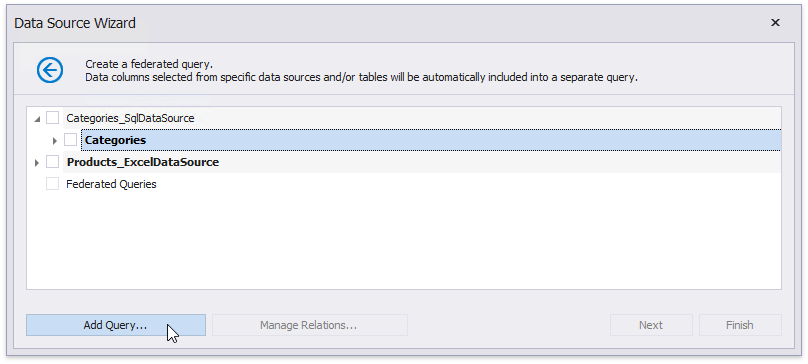 Data Source Wizard
Create a federated query.
Data columns selected from specific data sources and/or tables will be automatically included into a separate query.
Categories_SqlDataSource
Categories
Products_ExcelDataSource
Federated Queries
Add Query...
Manage Relations...
Next
Finish